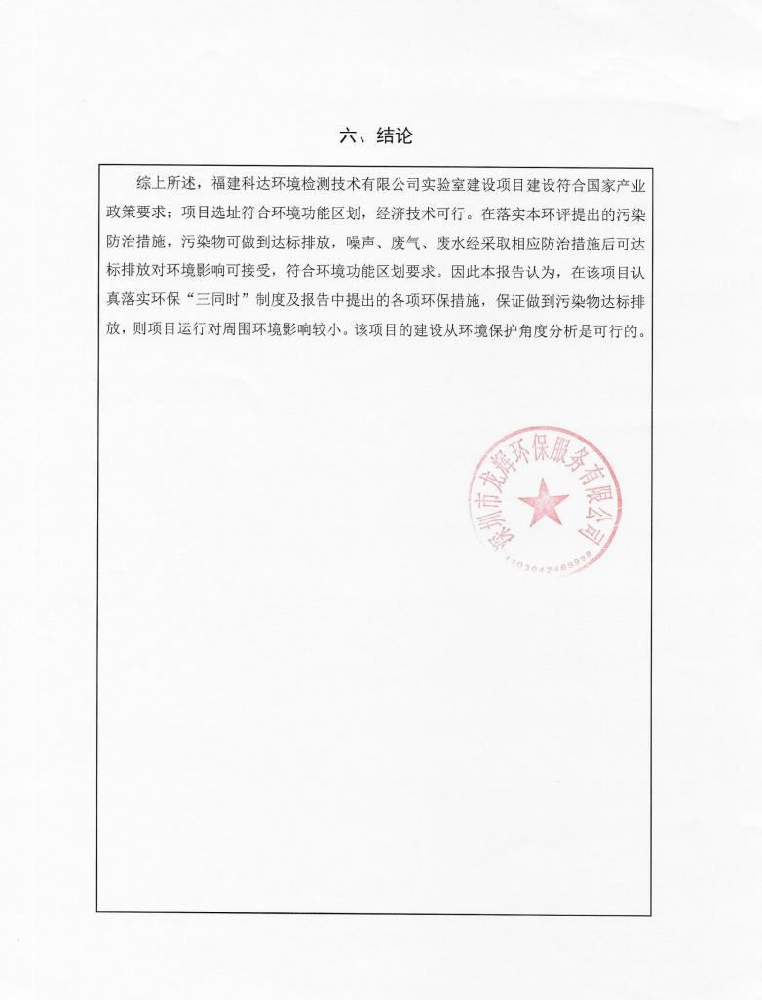 六、结论
综上所述，福建科达环境检测技术有限公司实验室建设项目建设符合国家产业
政策要求；项目选址符合环境功能区划，经济技术可行。在落实本环评提出的污染
防治措施，污染物可做到达标排放，噪声、废气、废水经采取相应防治措施后可达
标排放对环境影响可接受，符合环境功能区划要求。因此本报告认为，在该项目认
真落实环保“三同时”制度及报告中提出的各项环保措施，保证做到污染物达标排
放，则项目运行对周围环境影响较小。该项目的建设从环境保护角度分析是可行的。
深圳市龙辉环保服务有限公司
4403042469998